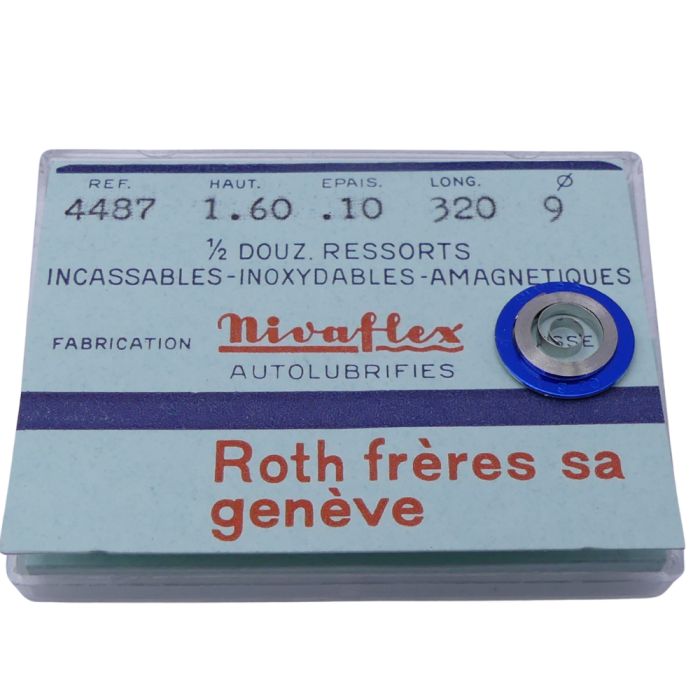 REF. HAUT. EPAIS. LONG. Ø
4487 1.60 .10 320 9
½ DOUZ. RESSORTS
INCASSABLES-INOXYDABLES-AMAGNETIQUES
FABRICATION nivaflex
AUTOLUBRIFIES
Roth frères sa
genève